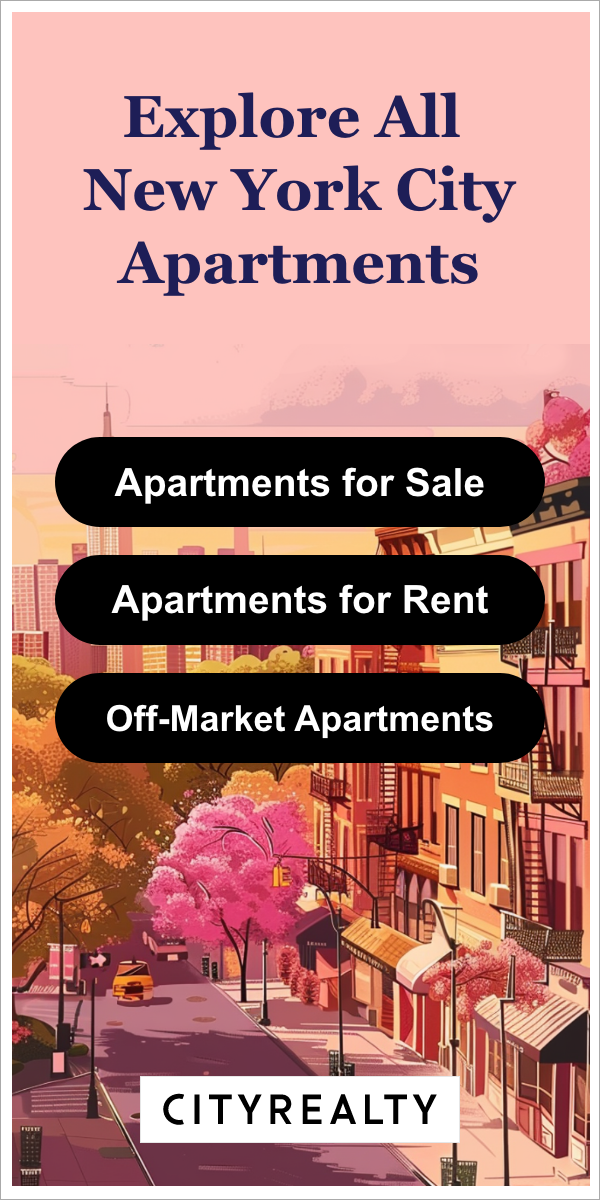 Explore All
New York City
Apartments
Apartments for Sale
Apartments for Rent
Off-Market Apartments
CITYREALTY